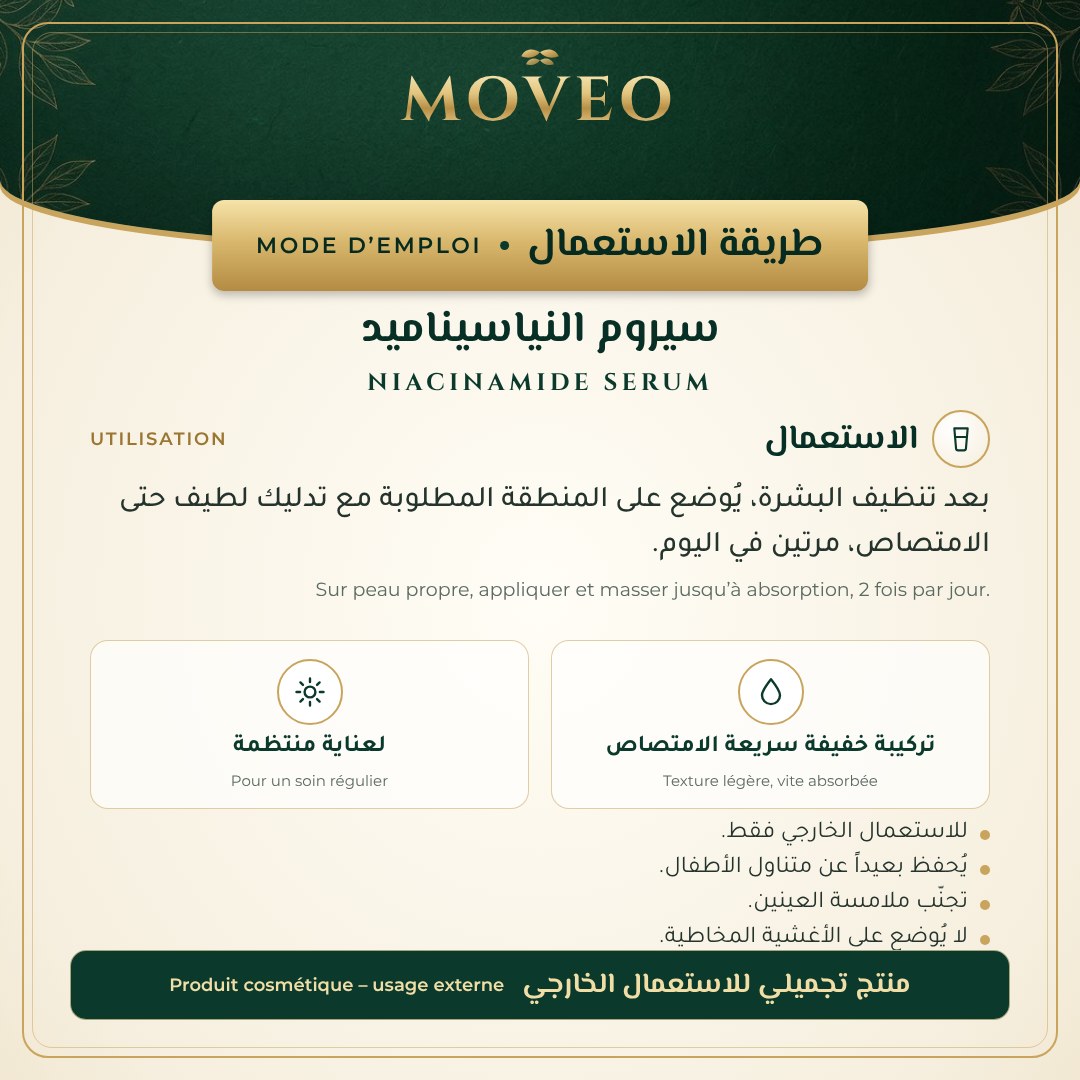 MOVEO
طريقة الاستعمال • MODE D’EMPLOI
سيروم النياسيناميد
NIACINAMIDE SERUM
الاستعمال
UTILISATION
بعد تنظيف البشرة، يُوضع على المنطقة المطلوبة مع تدليك لطيف حتى
الامتصاص، مرتين في اليوم.
Sur peau propre, appliquer et masser jusqu’à absorption, 2 fois par jour.
تركيبة خفيفة سريعة الامتصاص
Texture légère, vite absorbée
لعناية منتظمة
Pour un soin régulier
للاستعمال الخارجي فقط.
يُحفظ بعيداً عن متناول الأطفال.
تجنّب ملامسة العينين.
لا يُوضع على الأغشية المخاطية.
منتج تجميلي للاستعمال الخارجي Produit cosmétique – usage externe